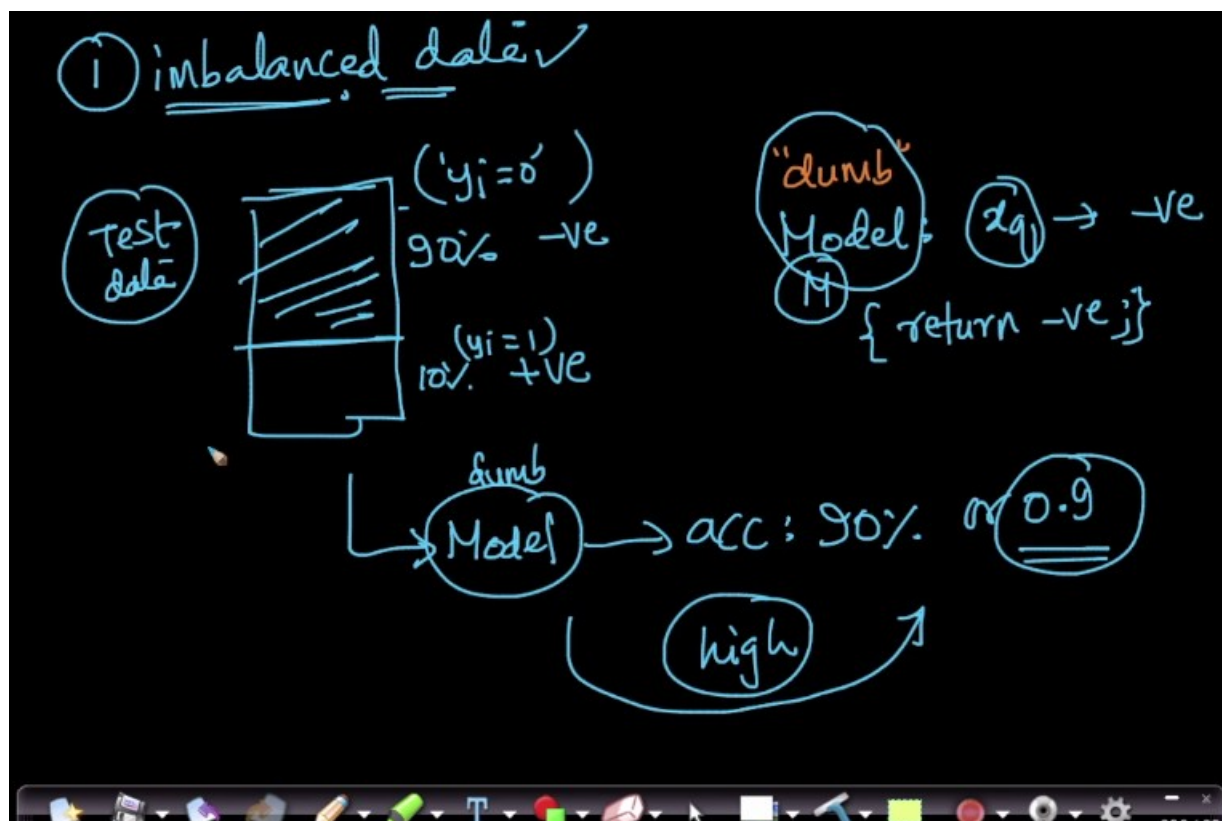 1 imbalanced data ✓
Test
data
(yi=0)
90% -ve
(yi=1)
10% +ve
"dumb"
Model: xq → -ve
M
{ return -ve; }
dumb
Model → acc: 90% or 0.9
high